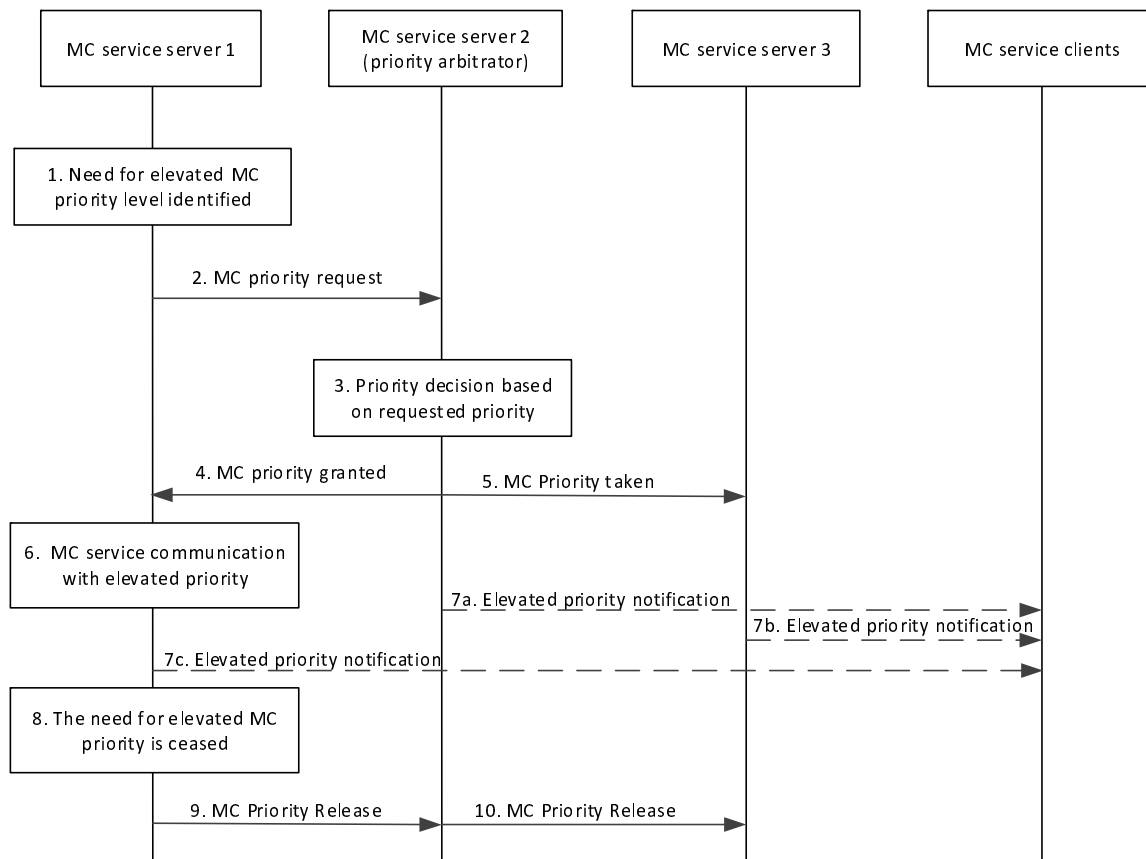 MC service server 1
MC service server 2
(priority arbitrator)
MC service server 3
MC service clients
1. Need for elevated MC
priority level identified
2. MC priority request
3. Priority decision based
on requested priority
4. MC priority granted
5. MC Priority taken
6. MC service communication
with elevated priority
7a. Elevated priority notification
7b. Elevated priority notification
7c. Elevated priority notification
8. The need for elevated MC
priority is ceased
9. MC Priority Release
10. MC Priority Release